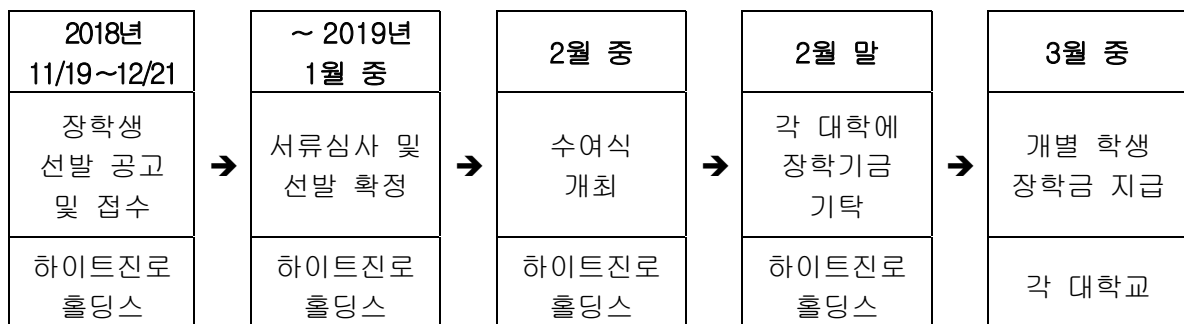 2018년
11/19~12/21
~ 2019년
1월 중
2월 중
2월 말
3월 중
장학생
선발 공고
및 접수
➔
서류심사 및
선발 확정
➔
수여식
개최
➔
각 대학에
장학기금
기탁
➔
개별 학생
장학금 지급
하이트진로
홀딩스
하이트진로
홀딩스
하이트진로
홀딩스
하이트진로
홀딩스
각 대학교